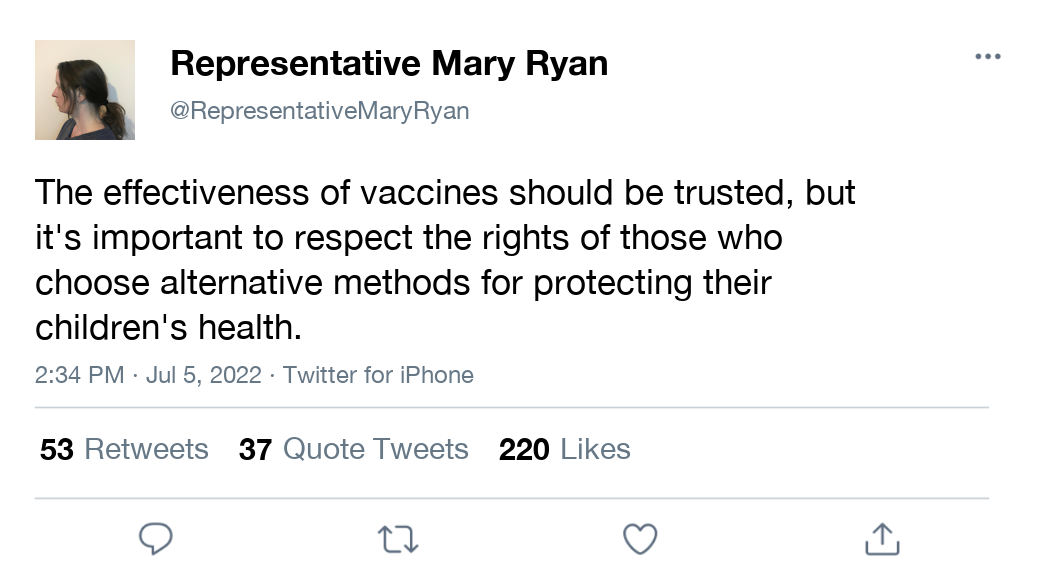 Representative Mary Ryan
@RepresentativeMaryRyan
The effectiveness of vaccines should be trusted, but
it's important to respect the rights of those who
choose alternative methods for protecting their
children's health.
2:34 PM · Jul 5, 2022 · Twitter for iPhone
53 Retweets 37 Quote Tweets 220 Likes